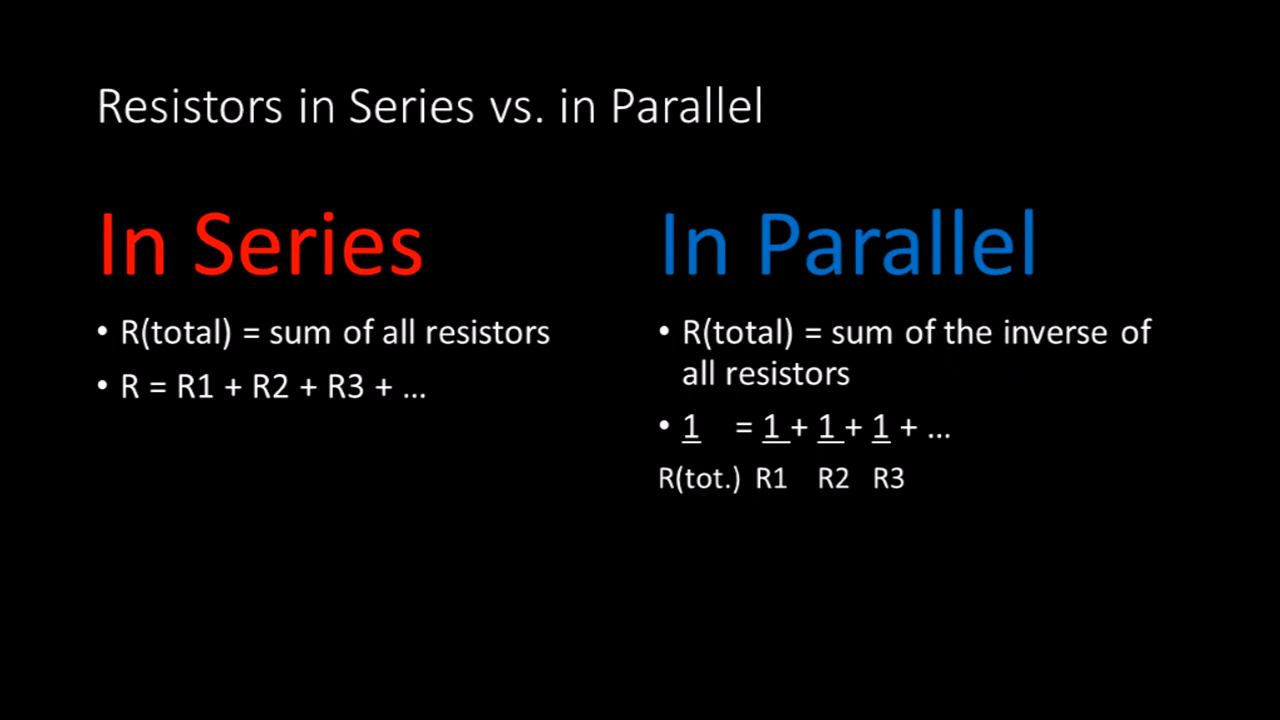 Resistors in Series vs. in Parallel
In Series
• R(total) = sum of all resistors
• R = R1 + R2 + R3 + ...
In Parallel
• R(total) = sum of the inverse of
all resistors
• 1 = 1 + 1 + 1 + ...
R(tot.) R1 R2 R3